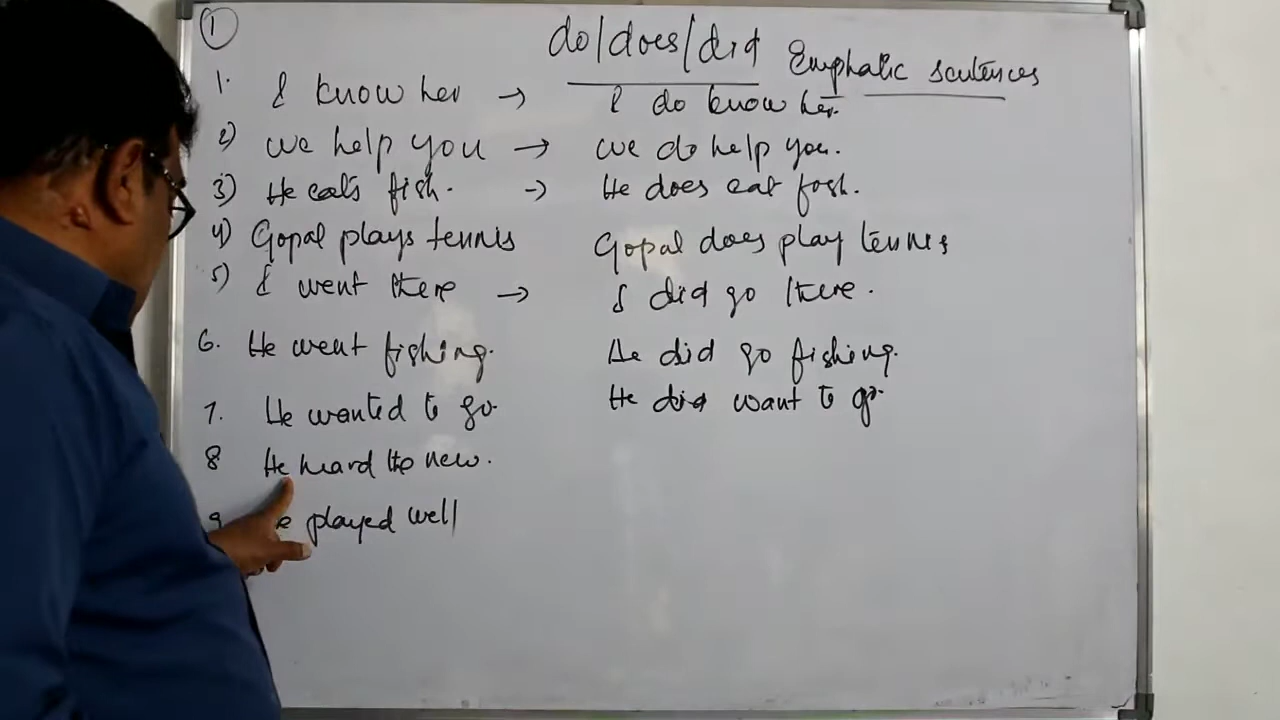 1
do/does/did Emphatic sentences
1. I know her → I do know her.
2) we help you → we do help you.
3) He eats fish. → He does eat fosh.
4) Gopal plays tennis Gopal does play tennis
5) I went there → I did go there.
6. He went fishing. He did go fishing.
7. He wanted to go. He did want to go.
8 He heard the new.
9 e played well